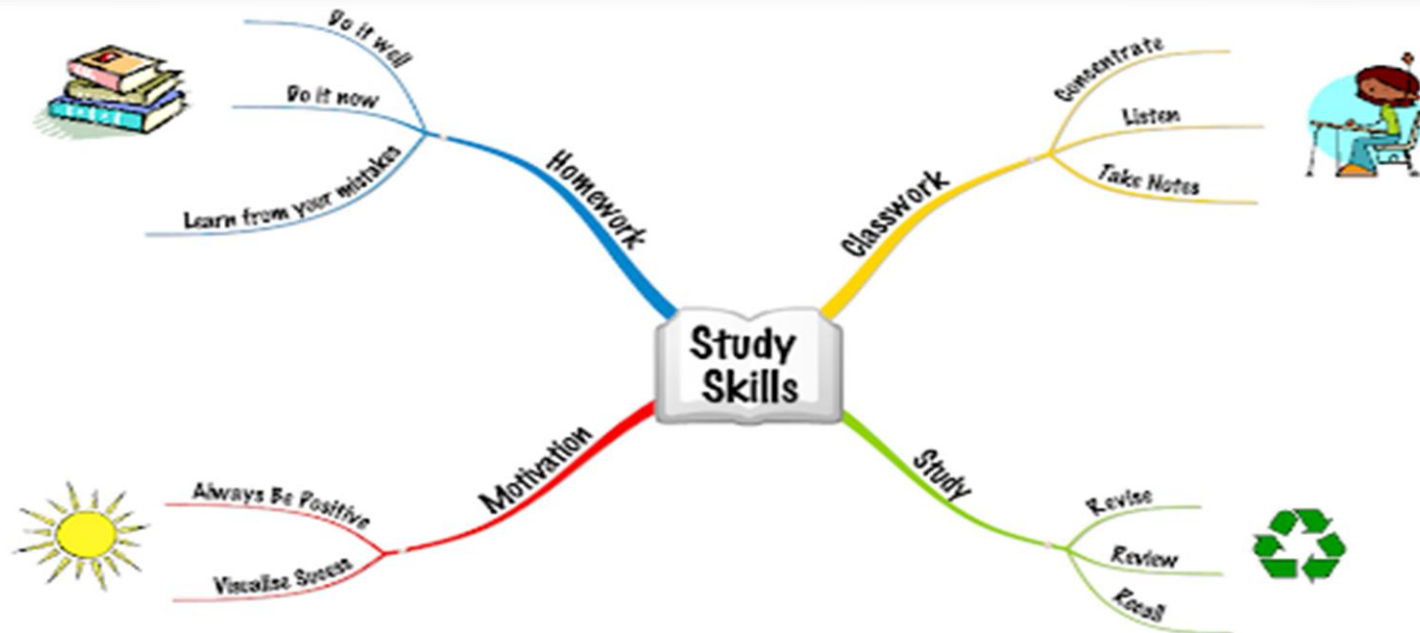 Study
Skills
Homework
Do it well
Do it now
Learn from your mistakes
Classwork
Concentrate
Listen
Take Notes
Motivation
Always Be Positive
Visualise Sucess
Study
Revise
Review
Recall